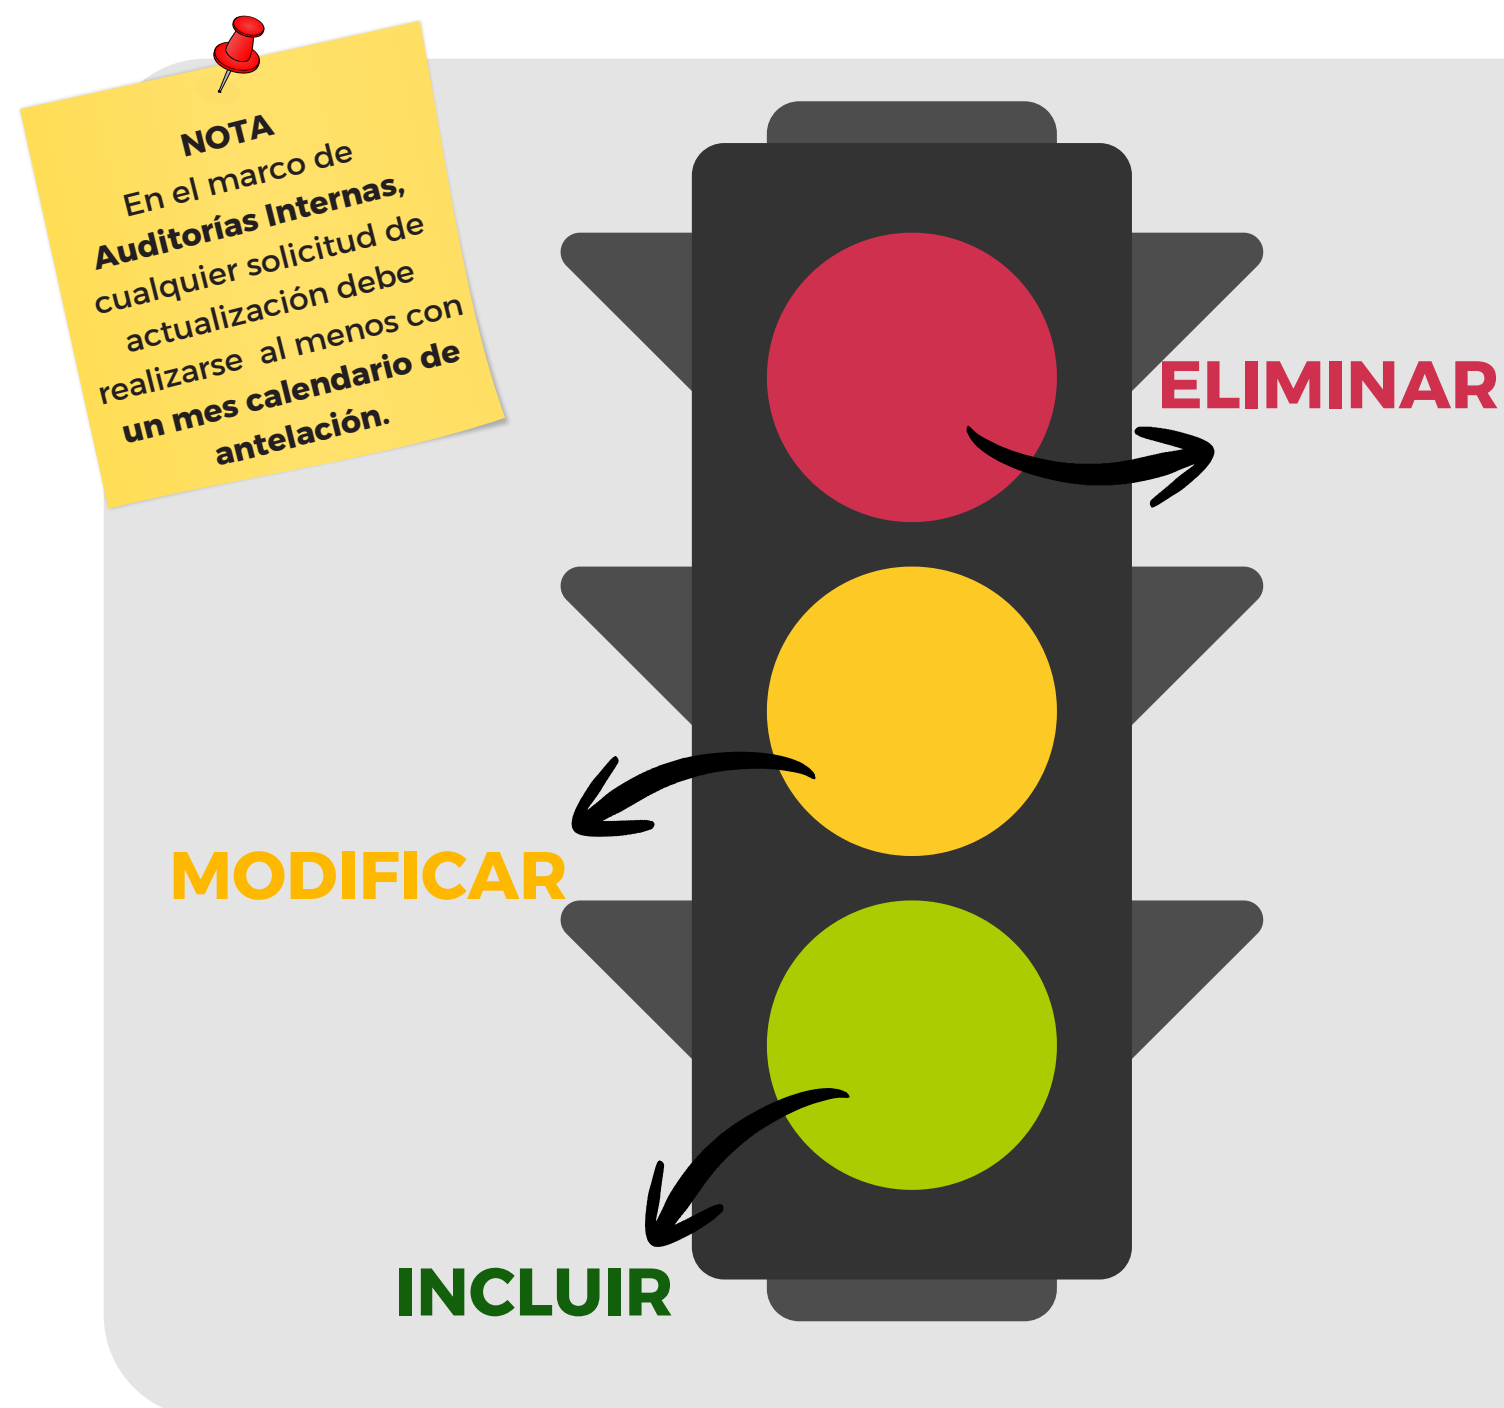 NOTA
En el marco de
Auditorías Internas,
cualquier solicitud de
actualización debe
realizarse al menos con
un mes calendario de
antelación.
ELIMINAR
MODIFICAR
INCLUIR